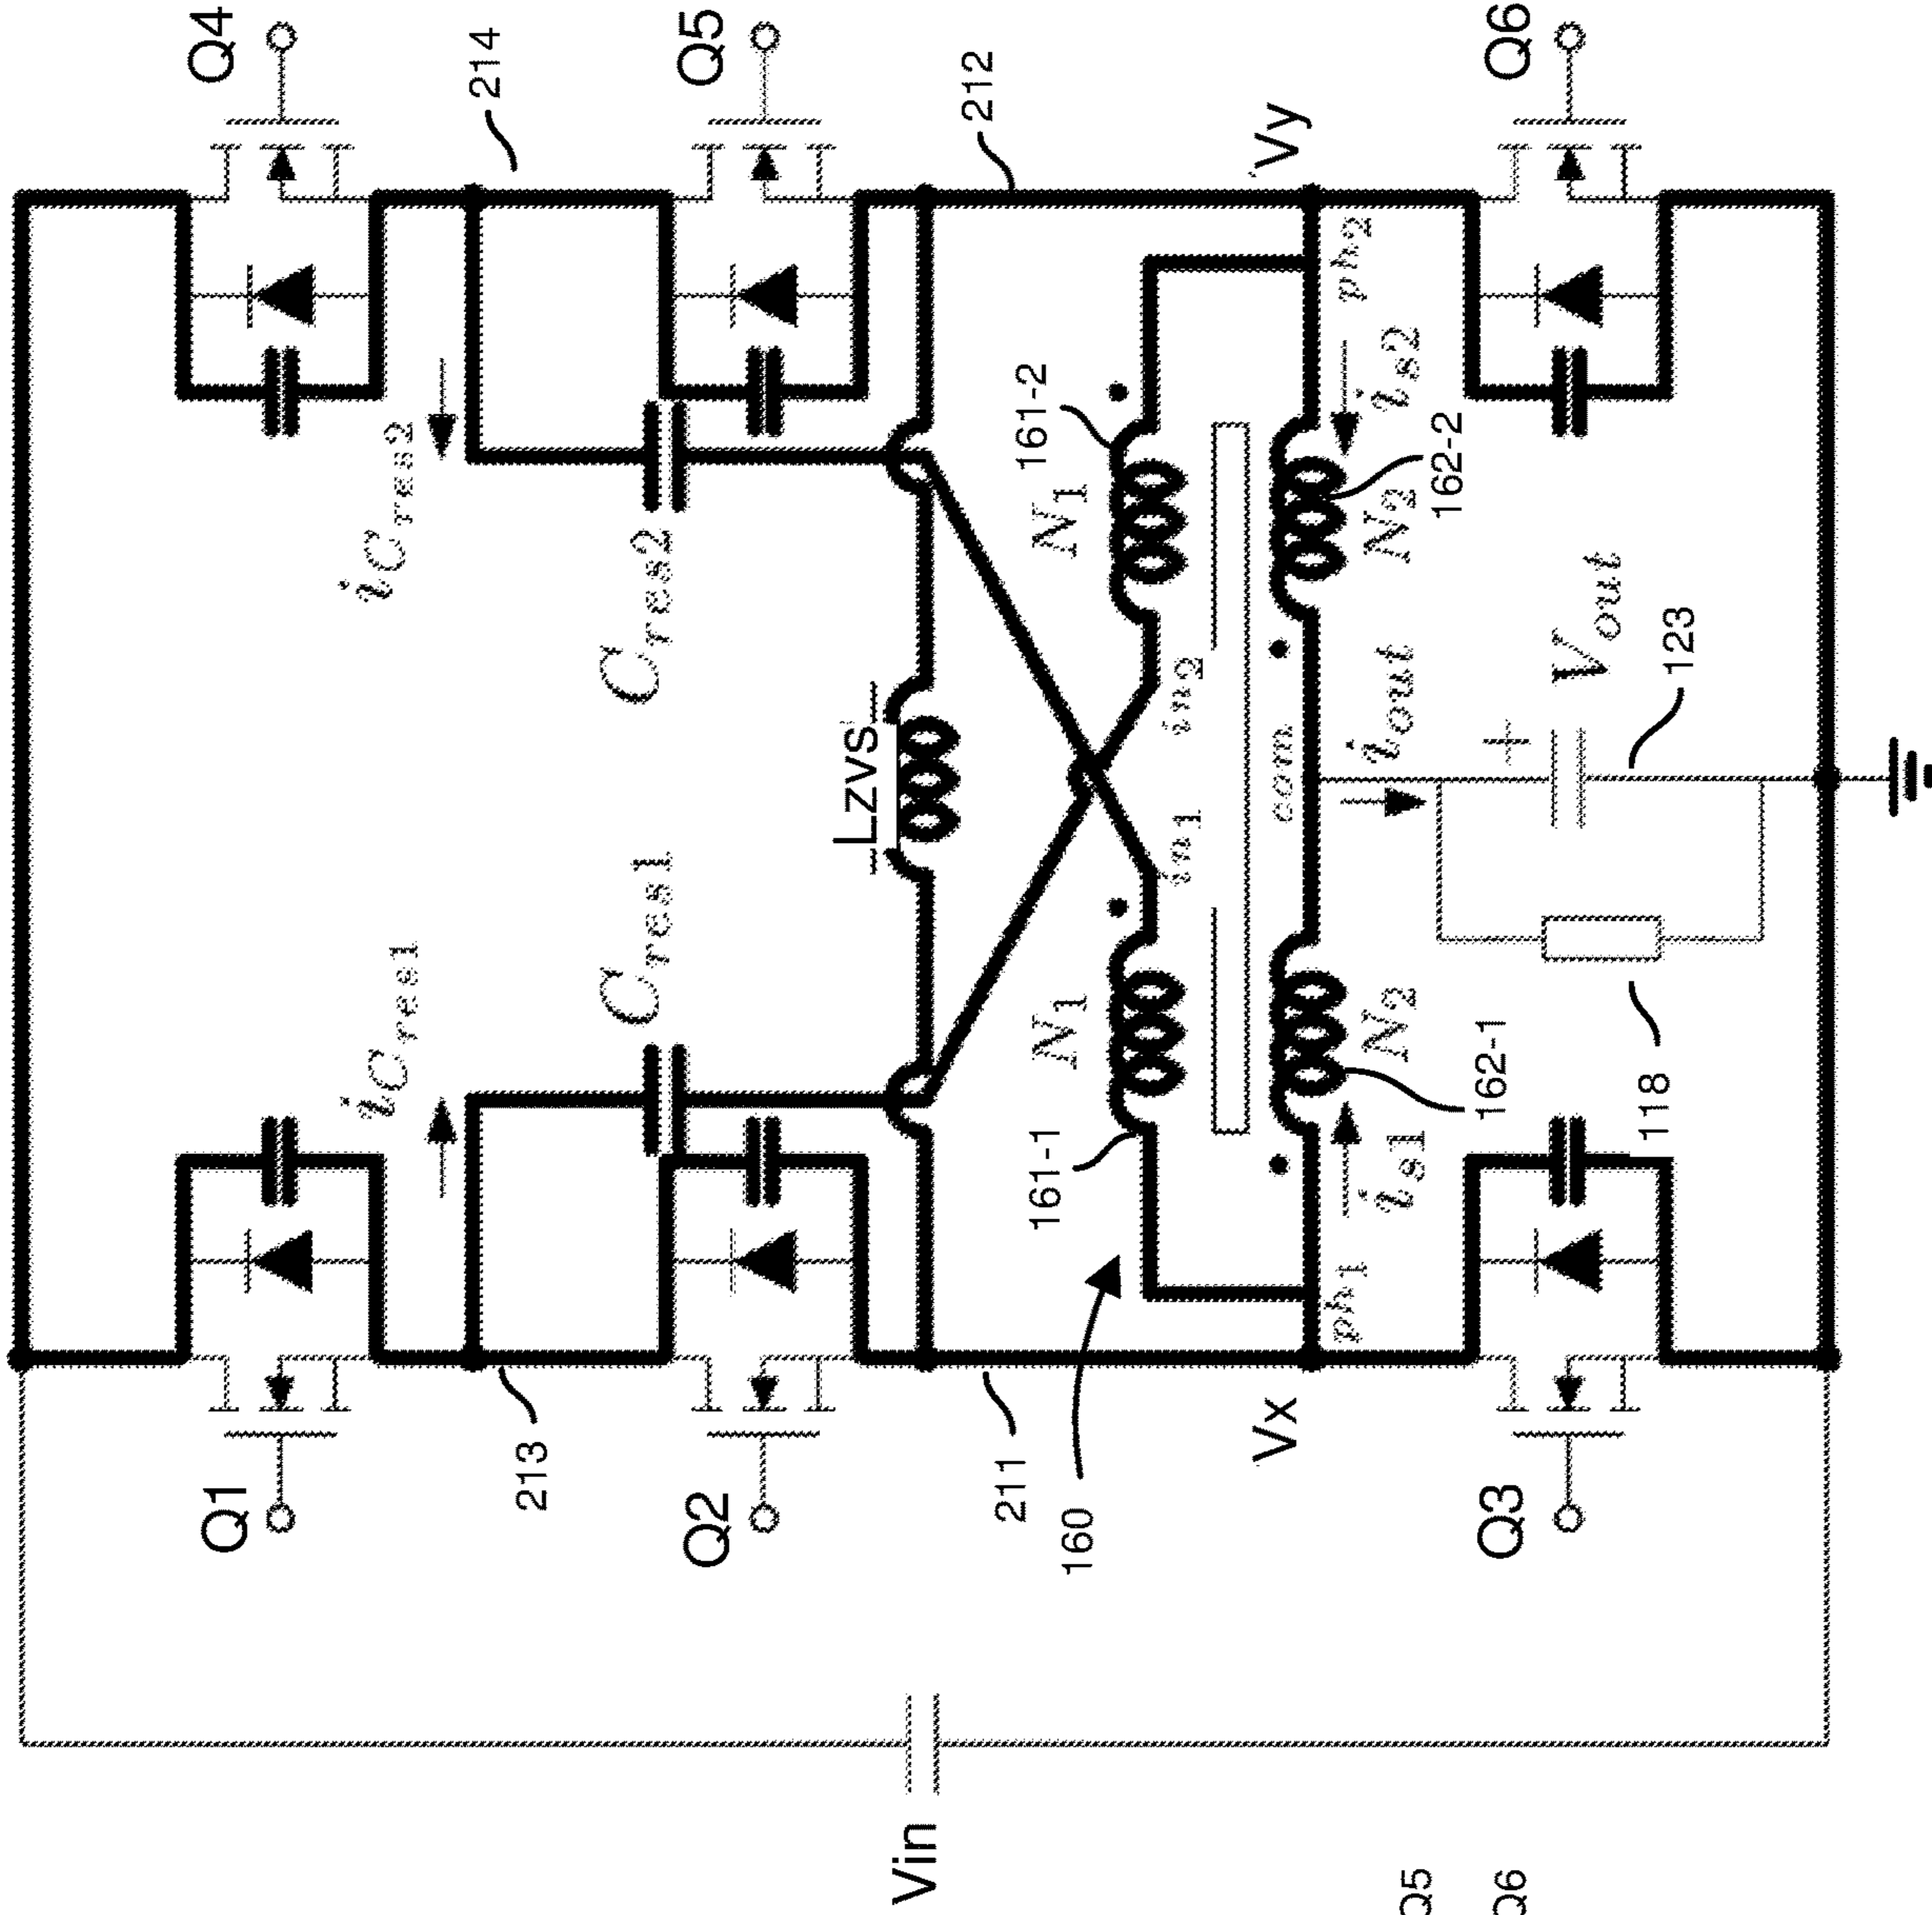 Q4
214
Q5
212
Vy
Q6
iCres2
Cres2
161-2
N1
in2
ph2
is2
162-2
N2
Lzvs
com
iout
+
Vout
123
iCres1
Cres1
in1
N1
161-1
N2
162-1
is1
118
ph1
Q1
213
Q2
211
160
Vx
Q3
Vin
Q5
Q6